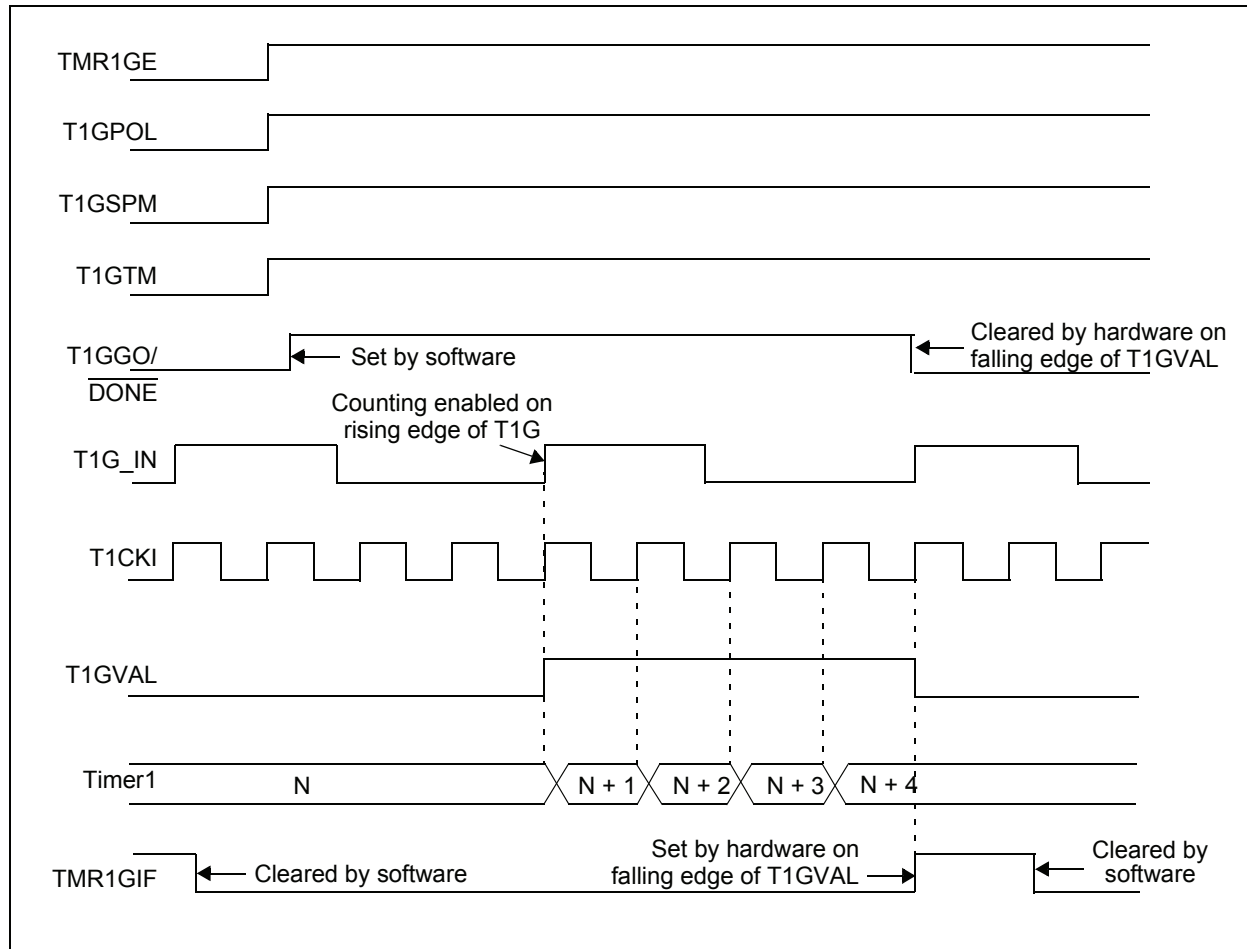 TMR1GE
T1GPOL
T1GSPM
T1GTM
T1GGO/
DONE
Set by software
Cleared by hardware on
falling edge of T1GVAL
Counting enabled on
rising edge of T1G
T1G_IN
T1CKI
T1GVAL
Timer1
N
N + 1
N + 2
N + 3
N + 4
TMR1GIF
Cleared by software
Set by hardware on
falling edge of T1GVAL
Cleared by
software